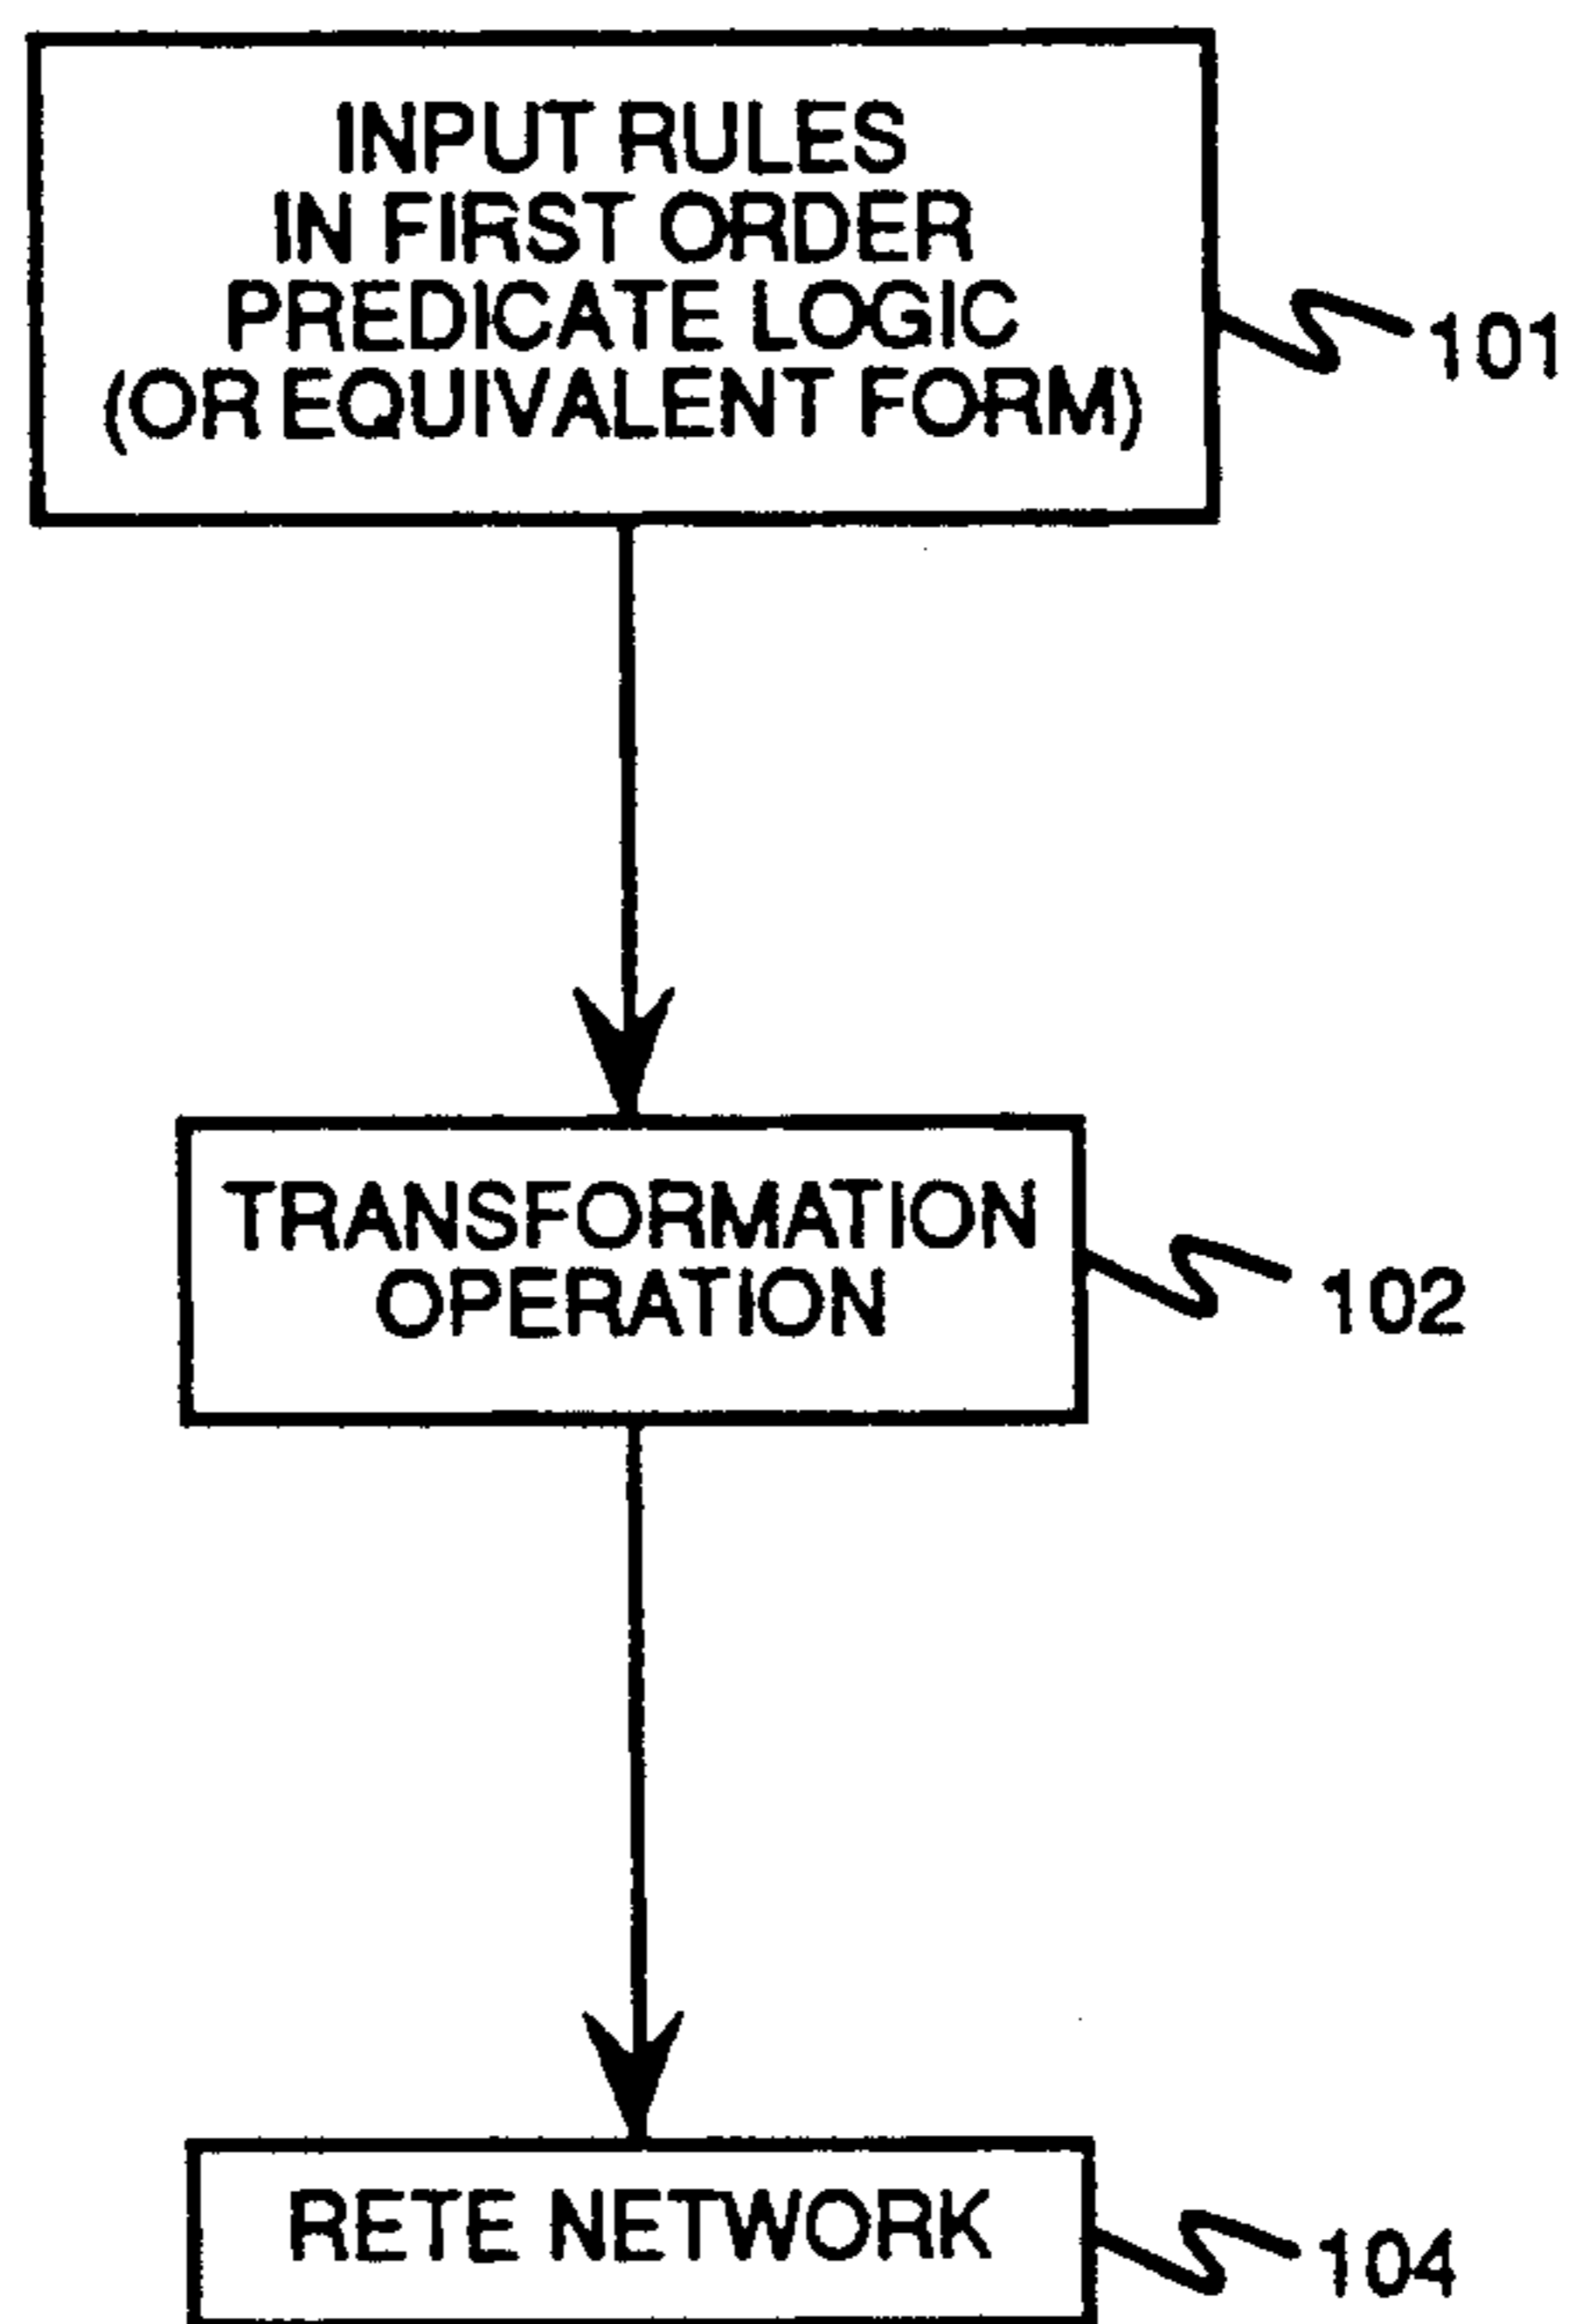 INPUT RULES
IN FIRST ORDER
PREDICATE LOGIC
(OR EQUIVALENT FORM)
101
TRANSFORMATION
OPERATION
102
RETE NETWORK
104